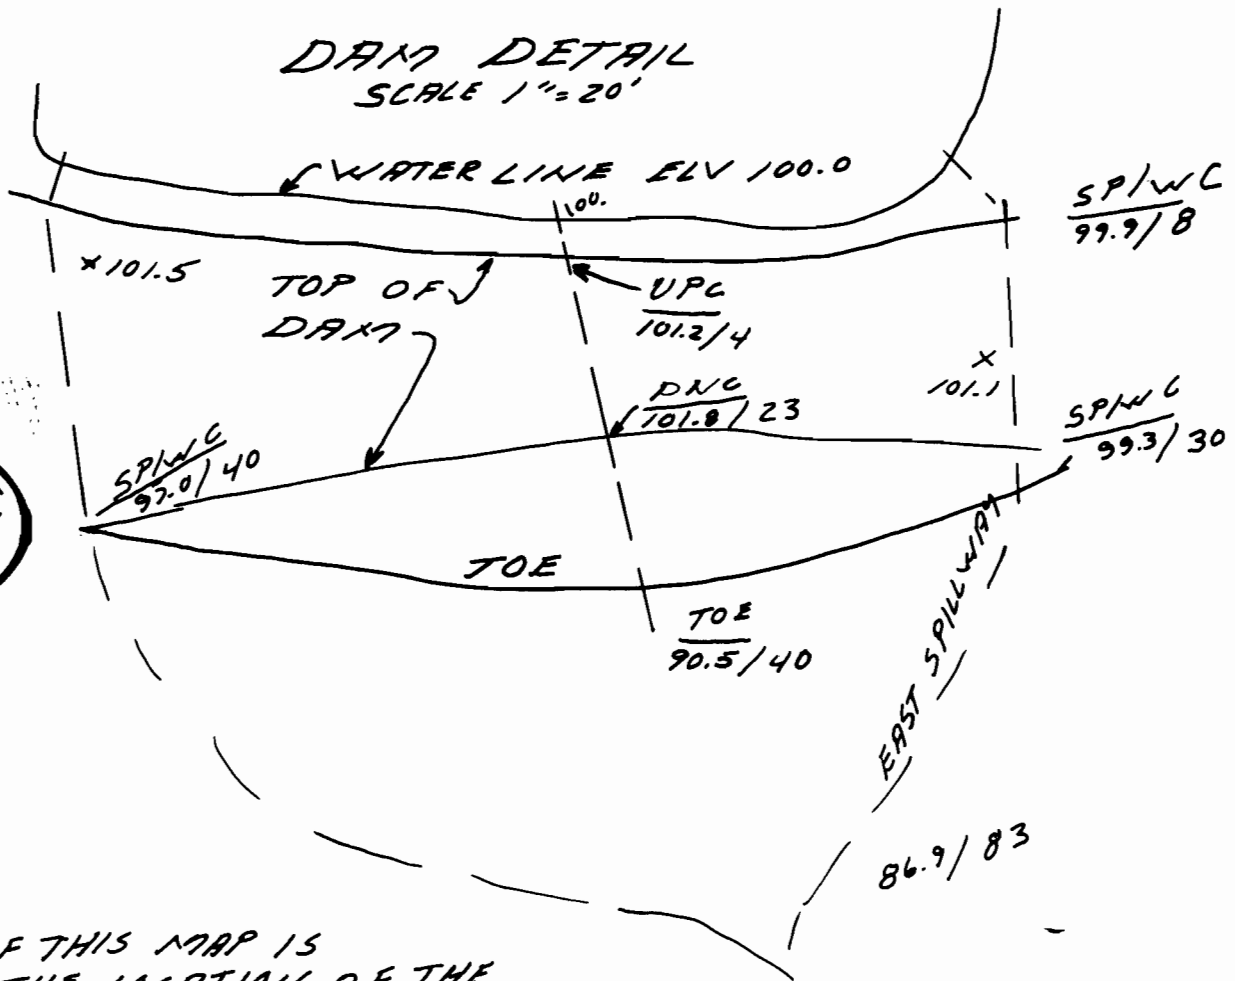 DAM DETAIL
SCALE 1"=20'
WATER LINE ELV 100.0
100.
SP/WC
99.9/8
x 101.5
TOP OF
DAM
UPC
101.2/4
x
101.1
DNC
101.8/23
SP/WC
99.3/30
SP/WC
97.0/40
TOE
TOE
90.5/40
EAST SPILLWAY
86.9/83
F THIS MAP IS
OF THE